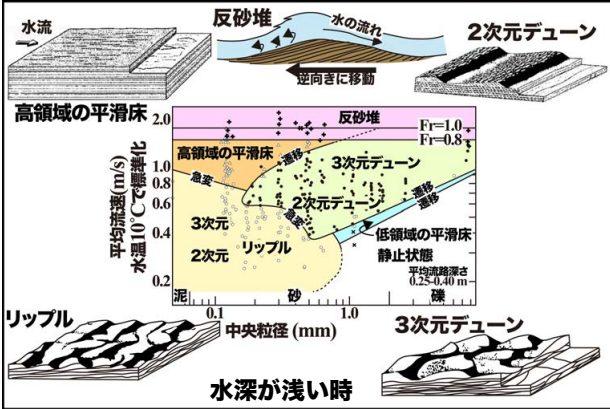 水流
高領域の平滑床
反砂堆
水の流れ
逆向きに移動
2次元デューン
平均流速(m/s)
水温10℃で標準化
2.0
1.0
0.8
0.6
0.4
0.2
反砂堆
Fr=1.0
Fr=0.8
高領域の平滑床
遷移
急変
3次元デューン
遷移
遷移
2次元デューン
急変
3次元
リップル
2次元
低領域の平滑床
静止状態
平均流路深さ
0.25-0.40 m
泥
砂
礫
0.1
1.0
中央粒径 (mm)
リップル
3次元デューン
水深が浅い時